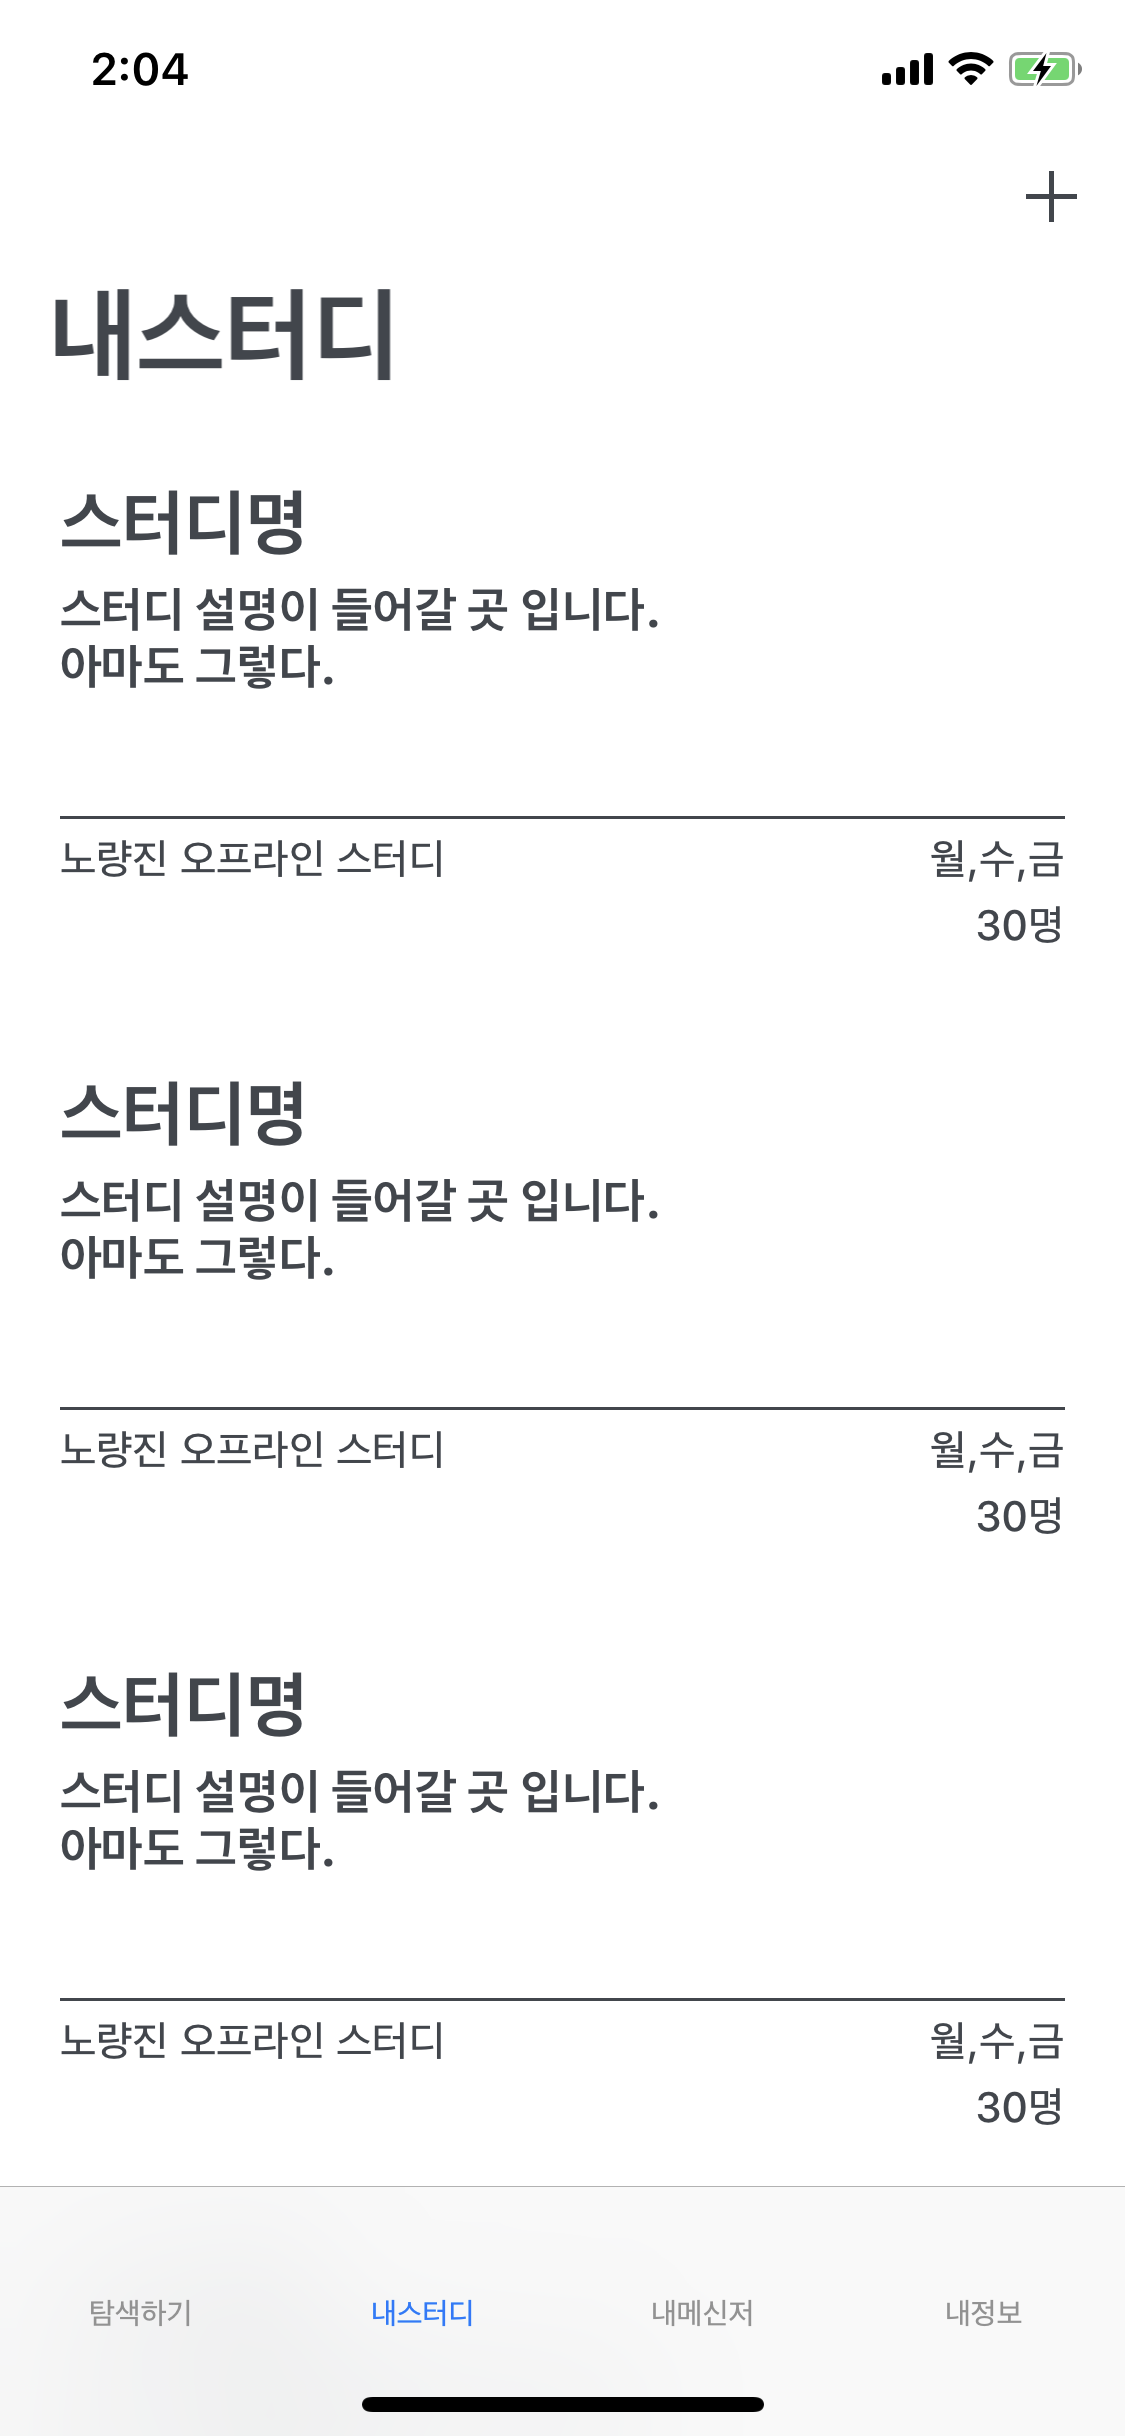 2:04
내스터디
스터디명
스터디 설명이 들어갈 곳 입니다.
아마도 그렇다.
노량진 오프라인 스터디 월,수,금
30명
스터디명
스터디 설명이 들어갈 곳 입니다.
아마도 그렇다.
노량진 오프라인 스터디 월,수,금
30명
스터디명
스터디 설명이 들어갈 곳 입니다.
아마도 그렇다.
노량진 오프라인 스터디 월,수,금
30명
탐색하기 내스터디 내메신저 내정보